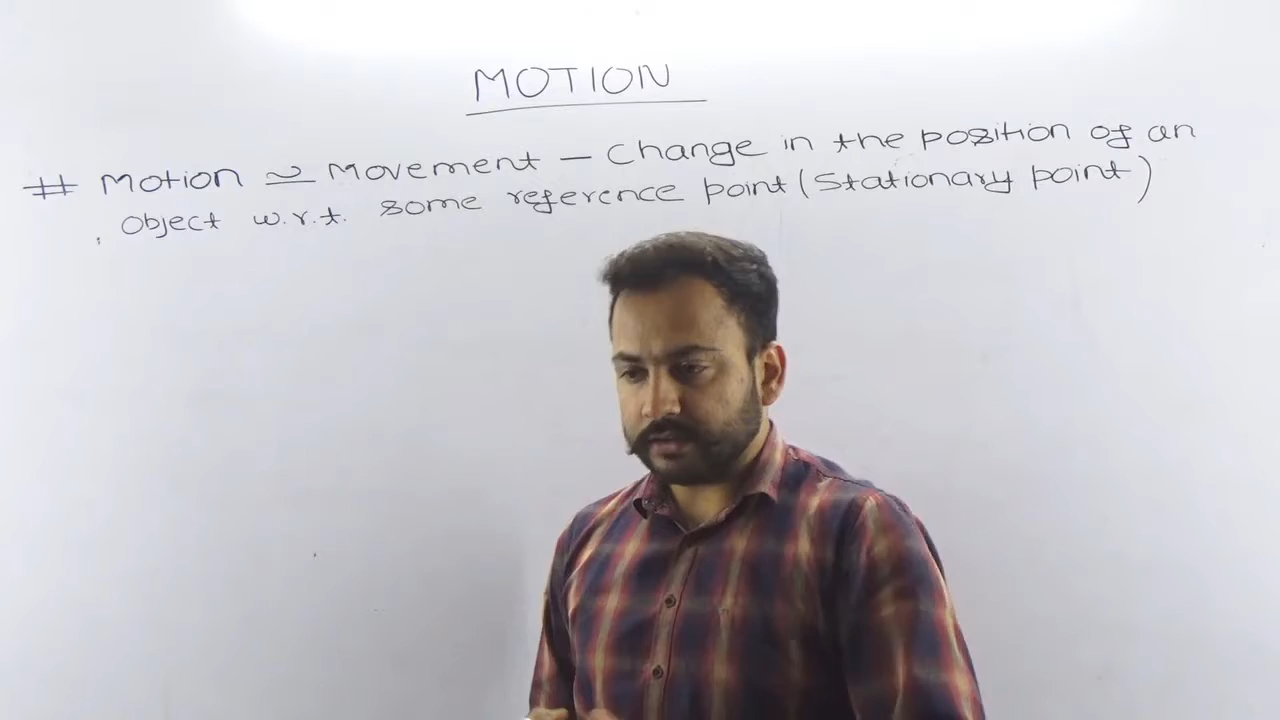 MOTION
# Motion ≃ Movement – Change in the position of an
object w.r.t. some reference point (Stationary point)